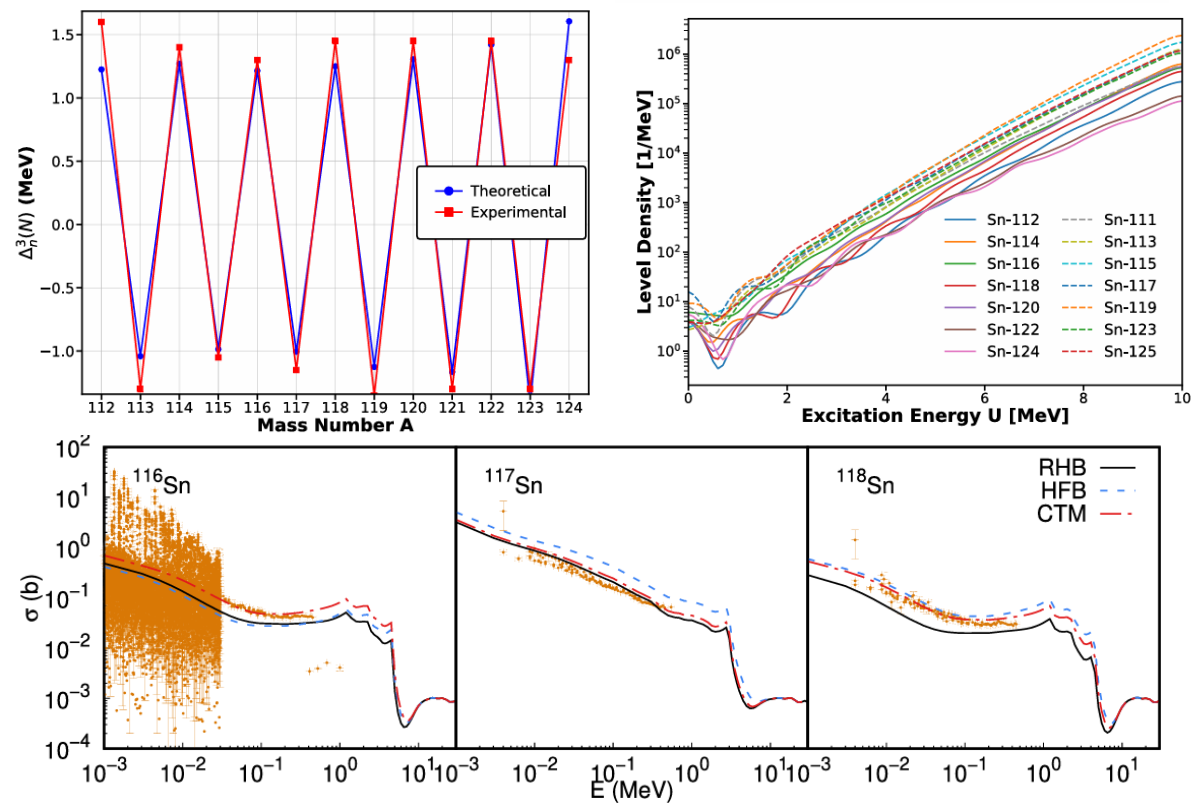 Δ³ₙ(N) (MeV)
1.5
1.0
0.5
0.0
−0.5
−1.0
Theoretical
Experimental
112 113 114 115 116 117 118 119 120 121 122 123 124
Mass Number A
Level Density [1/MeV]
10⁶
10⁵
10⁴
10³
10²
10¹
10⁰
Sn-112 Sn-111
Sn-114 Sn-113
Sn-116 Sn-115
Sn-118 Sn-117
Sn-120 Sn-119
Sn-122 Sn-123
Sn-124 Sn-125
0 2 4 6 8 10
Excitation Energy U [MeV]
σ (b)
10²
10¹
10⁰
10⁻¹
10⁻²
10⁻³
10⁻⁴
¹¹⁶Sn
¹¹⁷Sn
¹¹⁸Sn
RHB
HFB
CTM
10⁻³ 10⁻² 10⁻¹ 10⁰ 10¹10⁻³ 10⁻² 10⁻¹ 10⁰ 10¹10⁻³ 10⁻² 10⁻¹ 10⁰ 10¹
E (MeV)